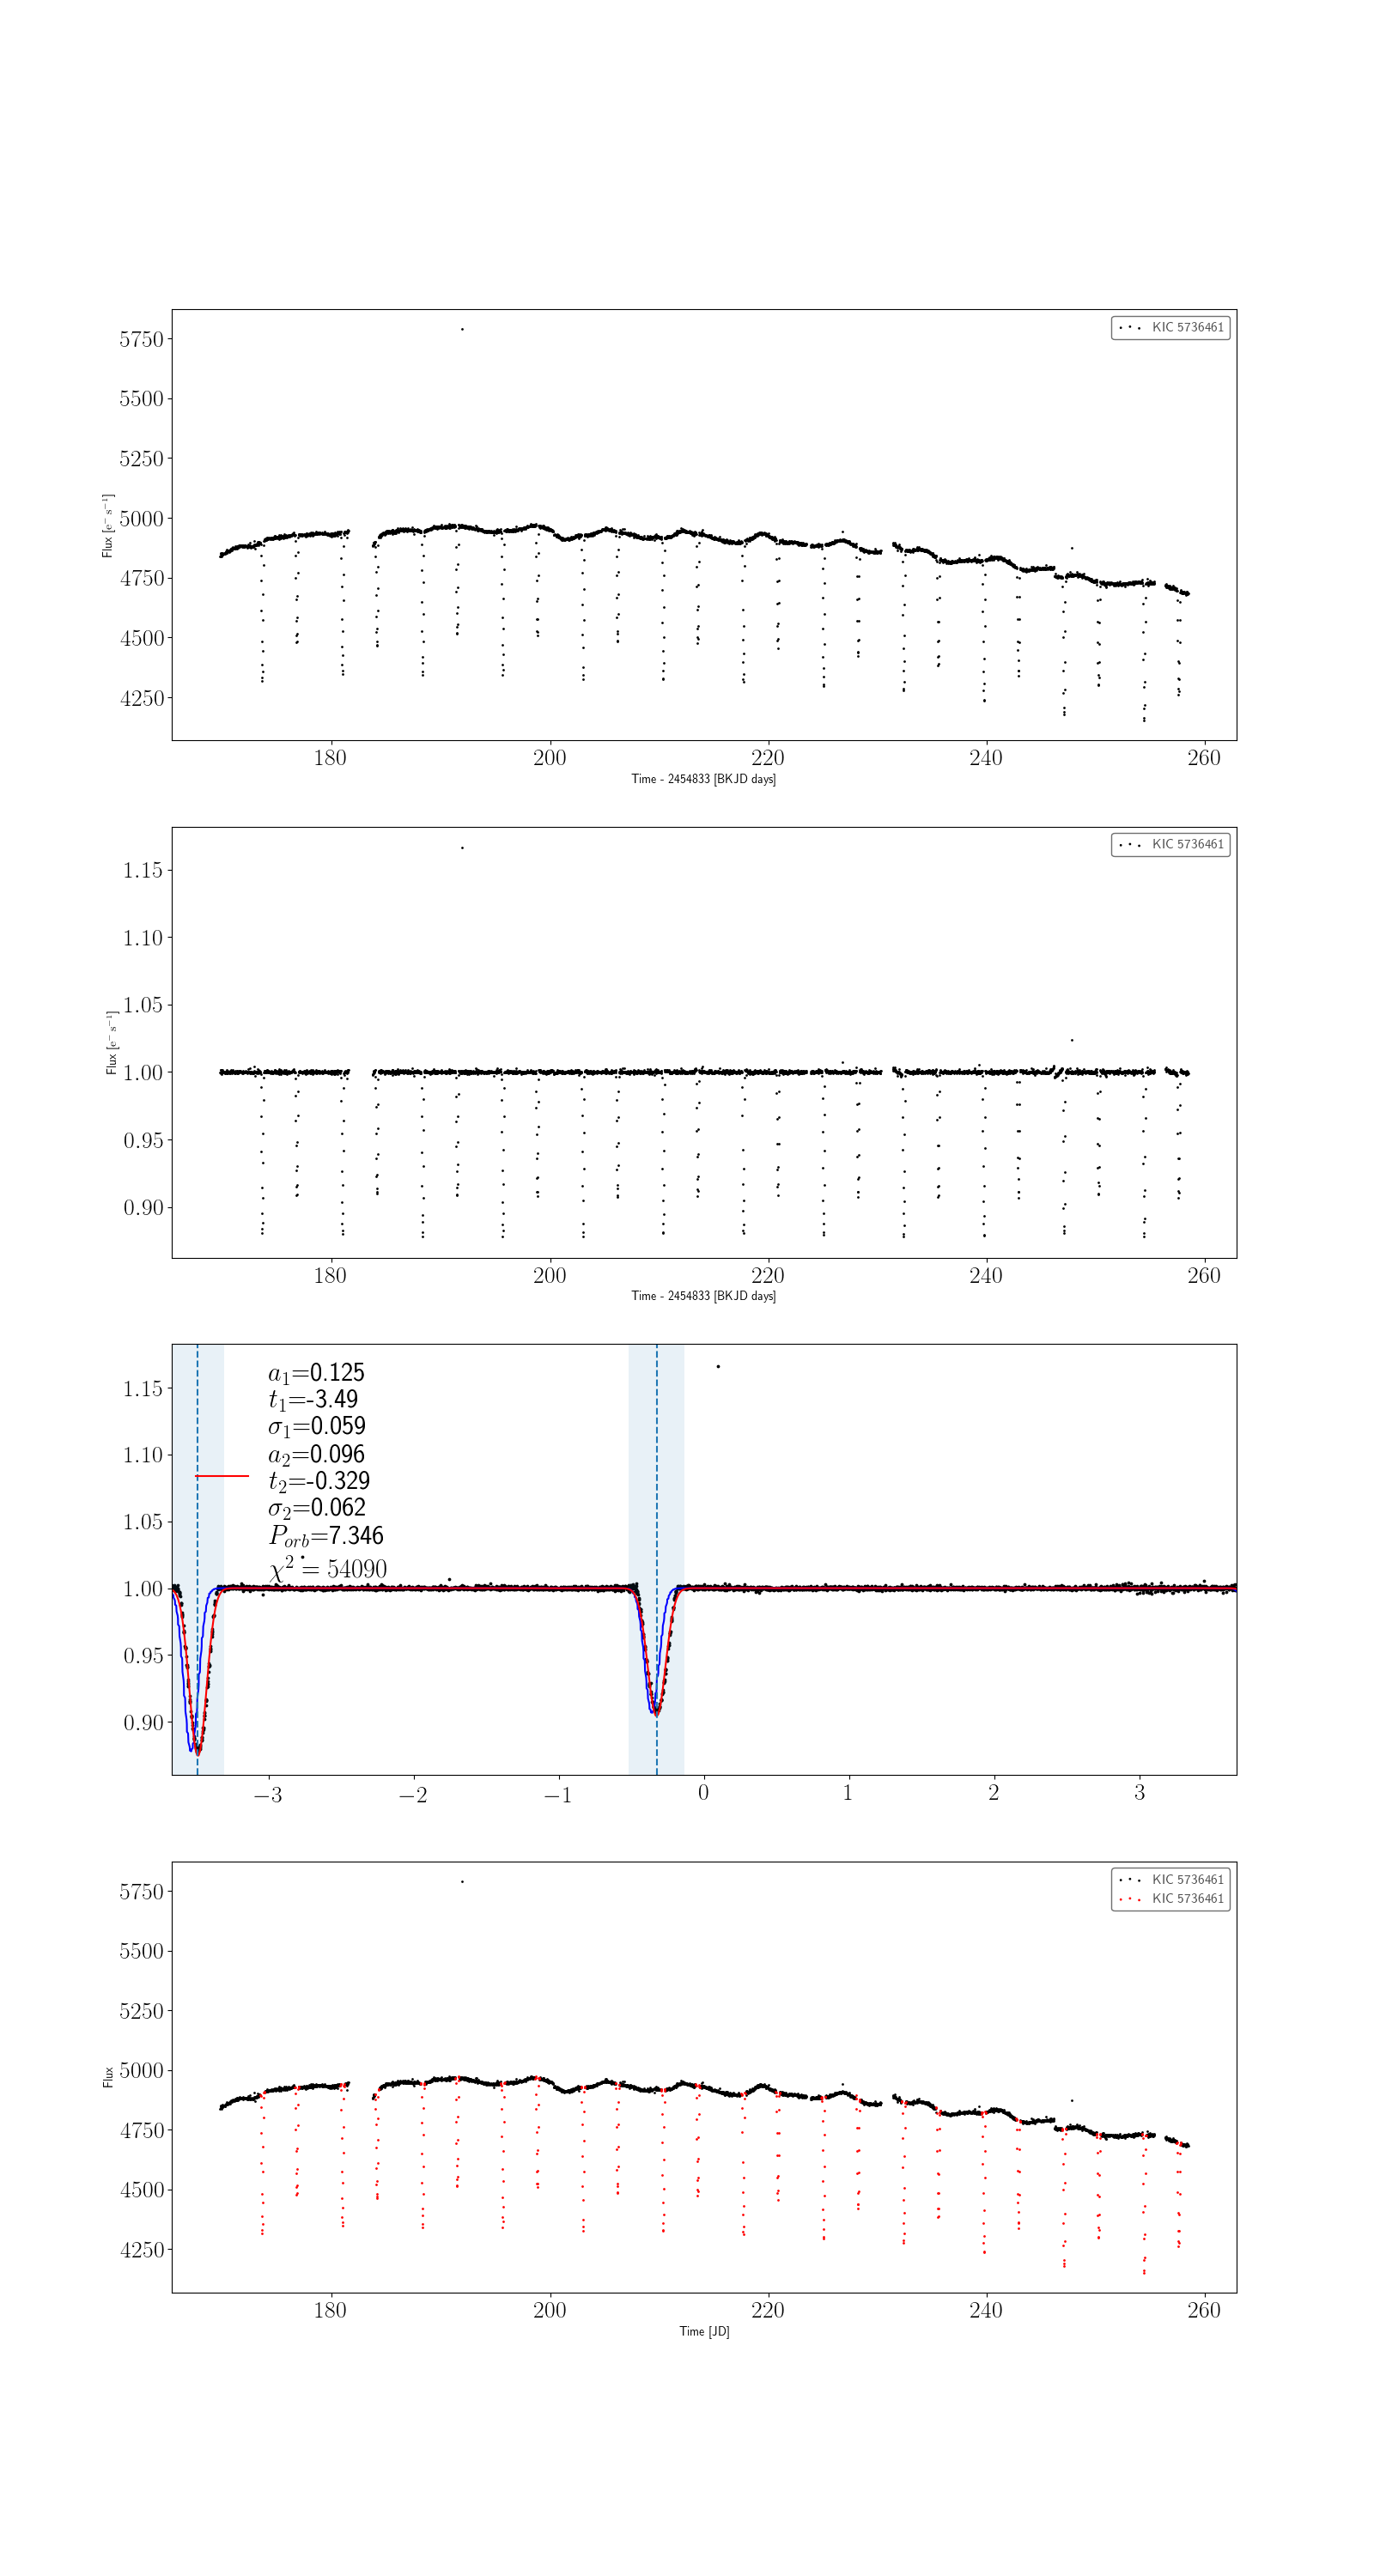 KIC 5736461
5750
5500
5250
5000
4750
4500
4250
Flux [e⁻ s⁻¹]
180 200 220 240 260
Time - 2454833 [BKJD days]
KIC 5736461
1.15
1.10
1.05
1.00
0.95
0.90
Flux [e⁻ s⁻¹]
180 200 220 240 260
Time - 2454833 [BKJD days]
1.15
1.10
1.05
1.00
0.95
0.90
a₁=0.125
t₁=-3.49
σ₁=0.059
a₂=0.096
t₂=-0.329
σ₂=0.062
P_orb=7.346
χ² = 54090
−3 −2 −1 0 1 2 3
KIC 5736461
KIC 5736461
5750
5500
5250
5000
4750
4500
4250
Flux
180 200 220 240 260
Time [JD]